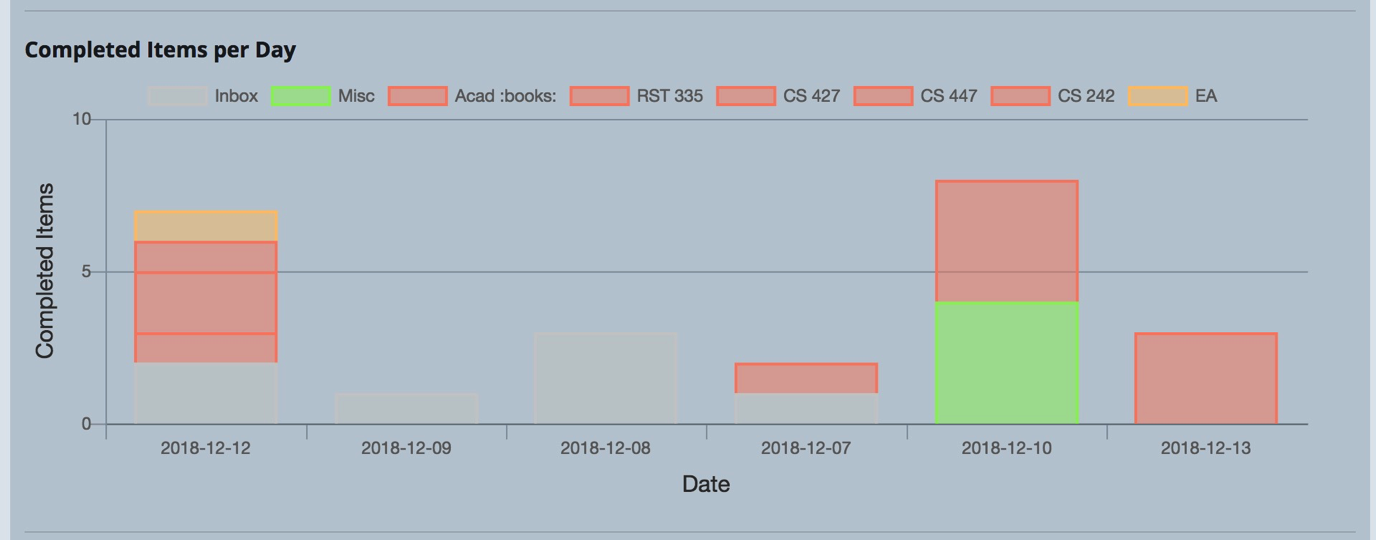 Completed Items per Day
Inbox Misc Acad :books: RST 335 CS 427 CS 447 CS 242 EA
10
5
0
Completed Items
2018-12-12 2018-12-09 2018-12-08 2018-12-07 2018-12-10 2018-12-13
Date